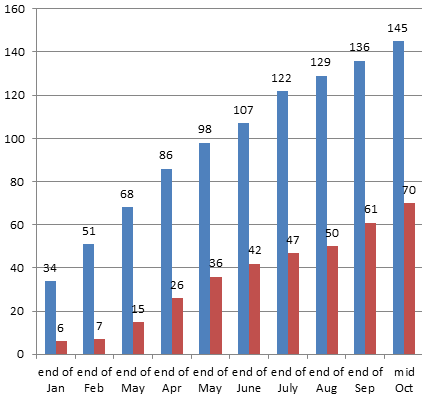 160
140
120
100
80
60
40
20
0
34 51 68 86 98 107 122 129 136 145
6 7 15 26 36 42 47 50 61 70
end of end of end of end of end of end of end of end of end of mid
Jan Feb May Apr May June July Aug Sep Oct